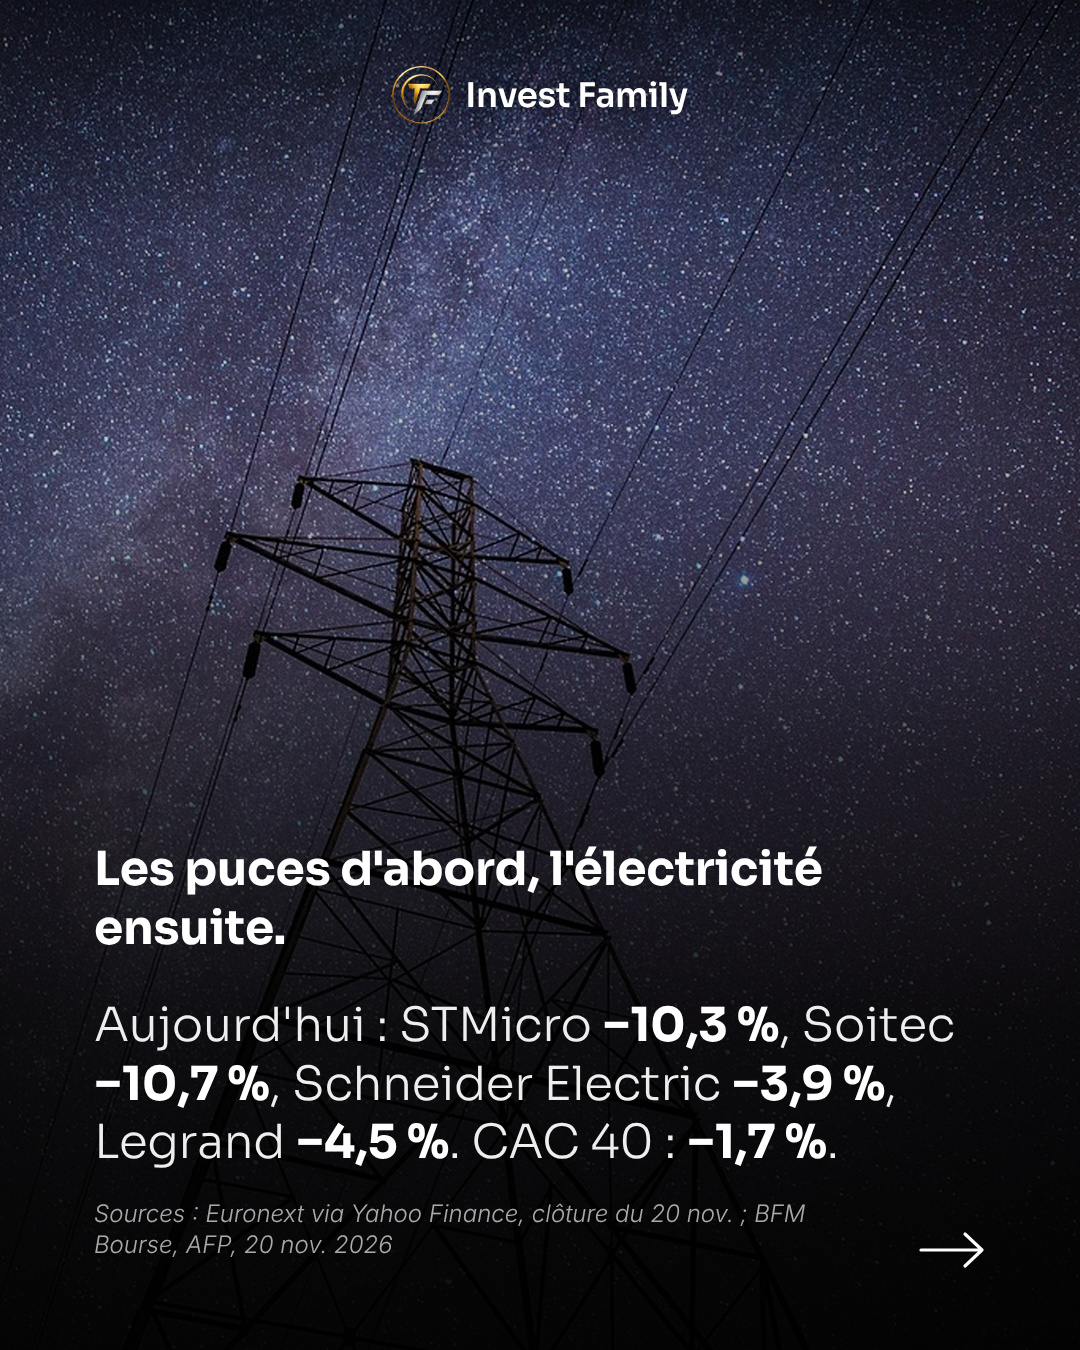 TF Invest Family
Les puces d'abord, l'électricité
ensuite.
Aujourd'hui : STMicro −10,3 %, Soitec
−10,7 %, Schneider Electric −3,9 %,
Legrand −4,5 %. CAC 40 : −1,7 %.
Sources : Euronext via Yahoo Finance, clôture du 20 nov. ; BFM
Bourse, AFP, 20 nov. 2026